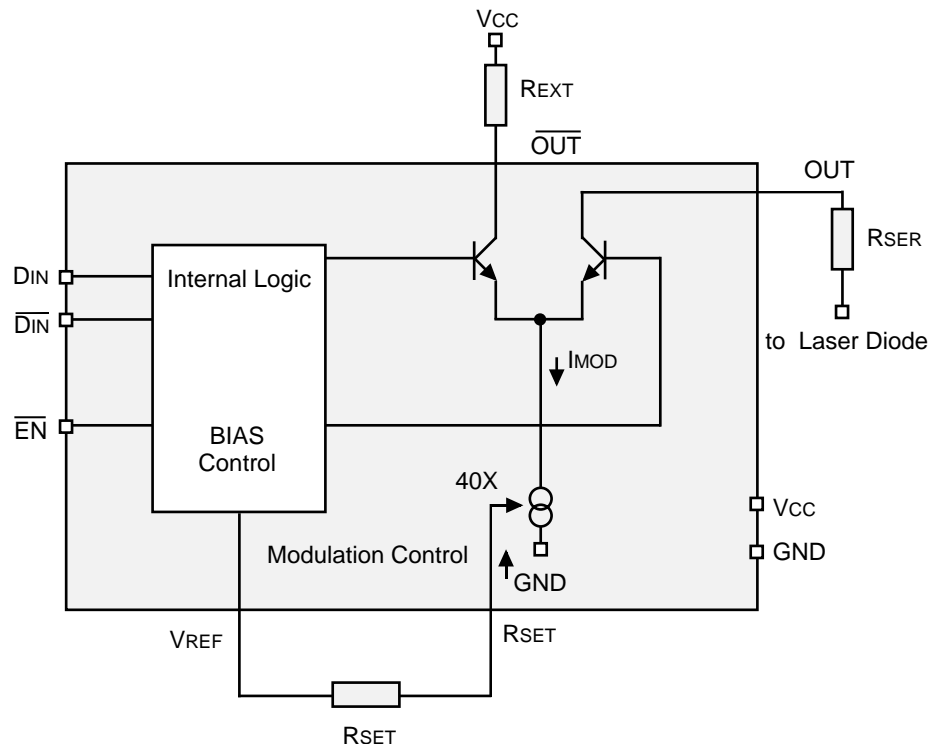 VCC
REXT
OUT
OUT
RSER
DIN
Internal Logic
DIN
to Laser Diode
IMOD
EN
BIAS
Control
40X
VCC
Modulation Control
GND
GND
VREF
RSET
RSET